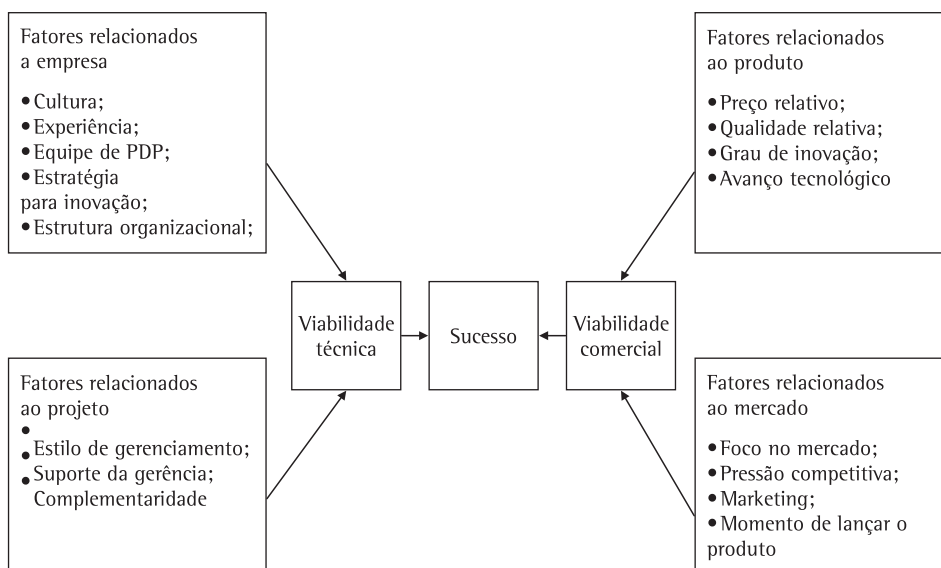 Fatores relacionados
a empresa
• Cultura;
• Experiência;
• Equipe de PDP;
• Estratégia
para inovação;
• Estrutura organizacional;
Fatores relacionados
ao produto
• Preço relativo;
• Qualidade relativa;
• Grau de inovação;
• Avanço tecnológico
Viabilidade
técnica
Sucesso
Viabilidade
comercial
Fatores relacionados
ao projeto
• Estilo de gerenciamento;
• Suporte da gerência;
• Complementaridade
Fatores relacionados
ao mercado
• Foco no mercado;
• Pressão competitiva;
• Marketing;
• Momento de lançar o
produto